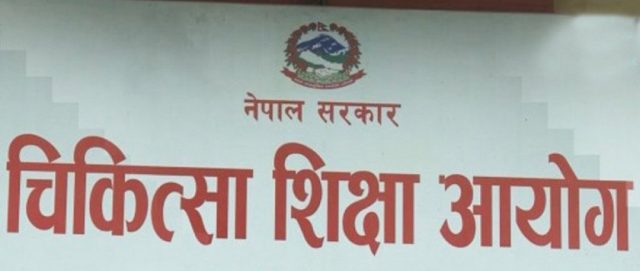 नेपाल सरकार
चिकित्सा शिक्षा आयोग